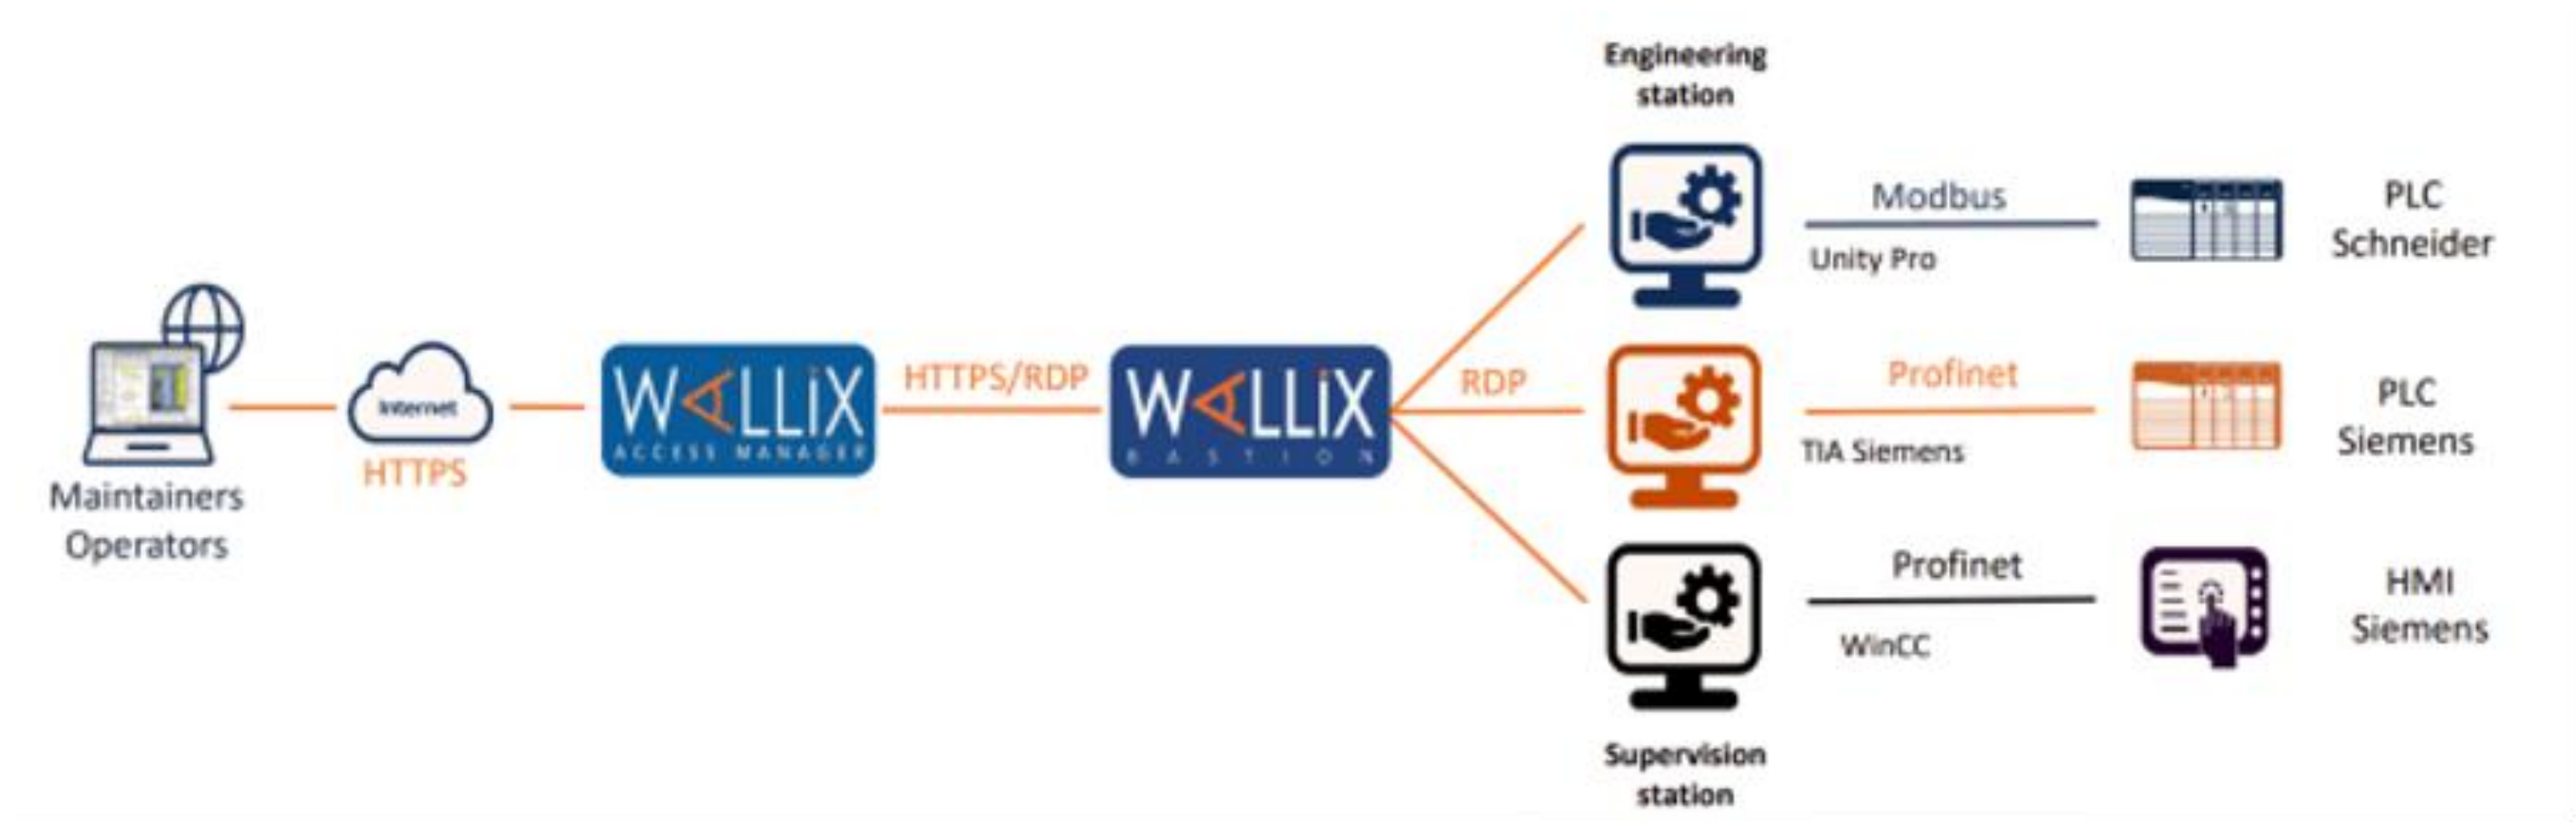 Engineering
station
Modbus
Unity Pro
PLC
Schneider
Internet
HTTPS
Maintainers
Operators
WALLiX
ACCESS MANAGER
HTTPS/RDP
WALLiX
BASTION
RDP
Profinet
TIA Siemens
PLC
Siemens
Profinet
WinCC
HMI
Siemens
Supervision
station